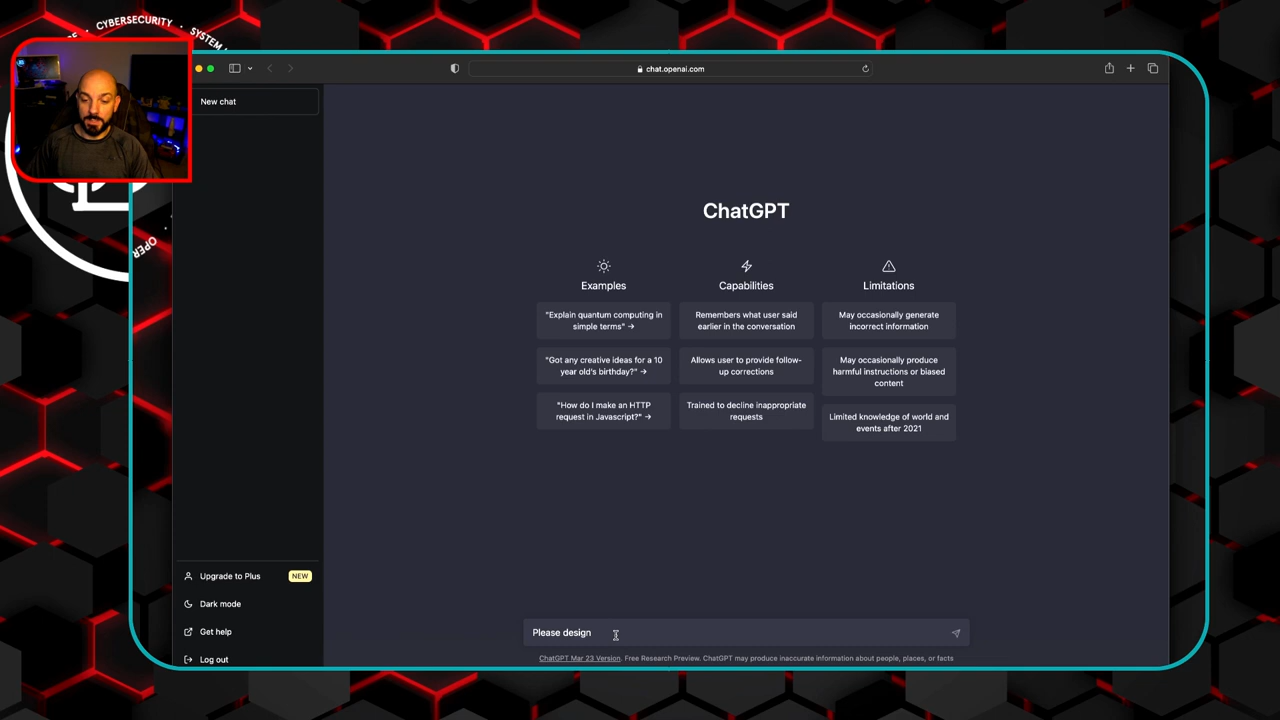 CYBERSECURITY · SYSTEM
OPER
chat.openai.com
New chat
ChatGPT
Examples
"Explain quantum computing in
simple terms" →
"Got any creative ideas for a 10
year old's birthday?" →
"How do I make an HTTP
request in Javascript?" →
Capabilities
Remembers what user said
earlier in the conversation
Allows user to provide follow-
up corrections
Trained to decline inappropriate
requests
Limitations
May occasionally generate
incorrect information
May occasionally produce
harmful instructions or biased
content
Limited knowledge of world and
events after 2021
Upgrade to Plus
NEW
Dark mode
Get help
Log out
Please design
ChatGPT Mar 23 Version. Free Research Preview. ChatGPT may produce inaccurate information about people, places, or facts